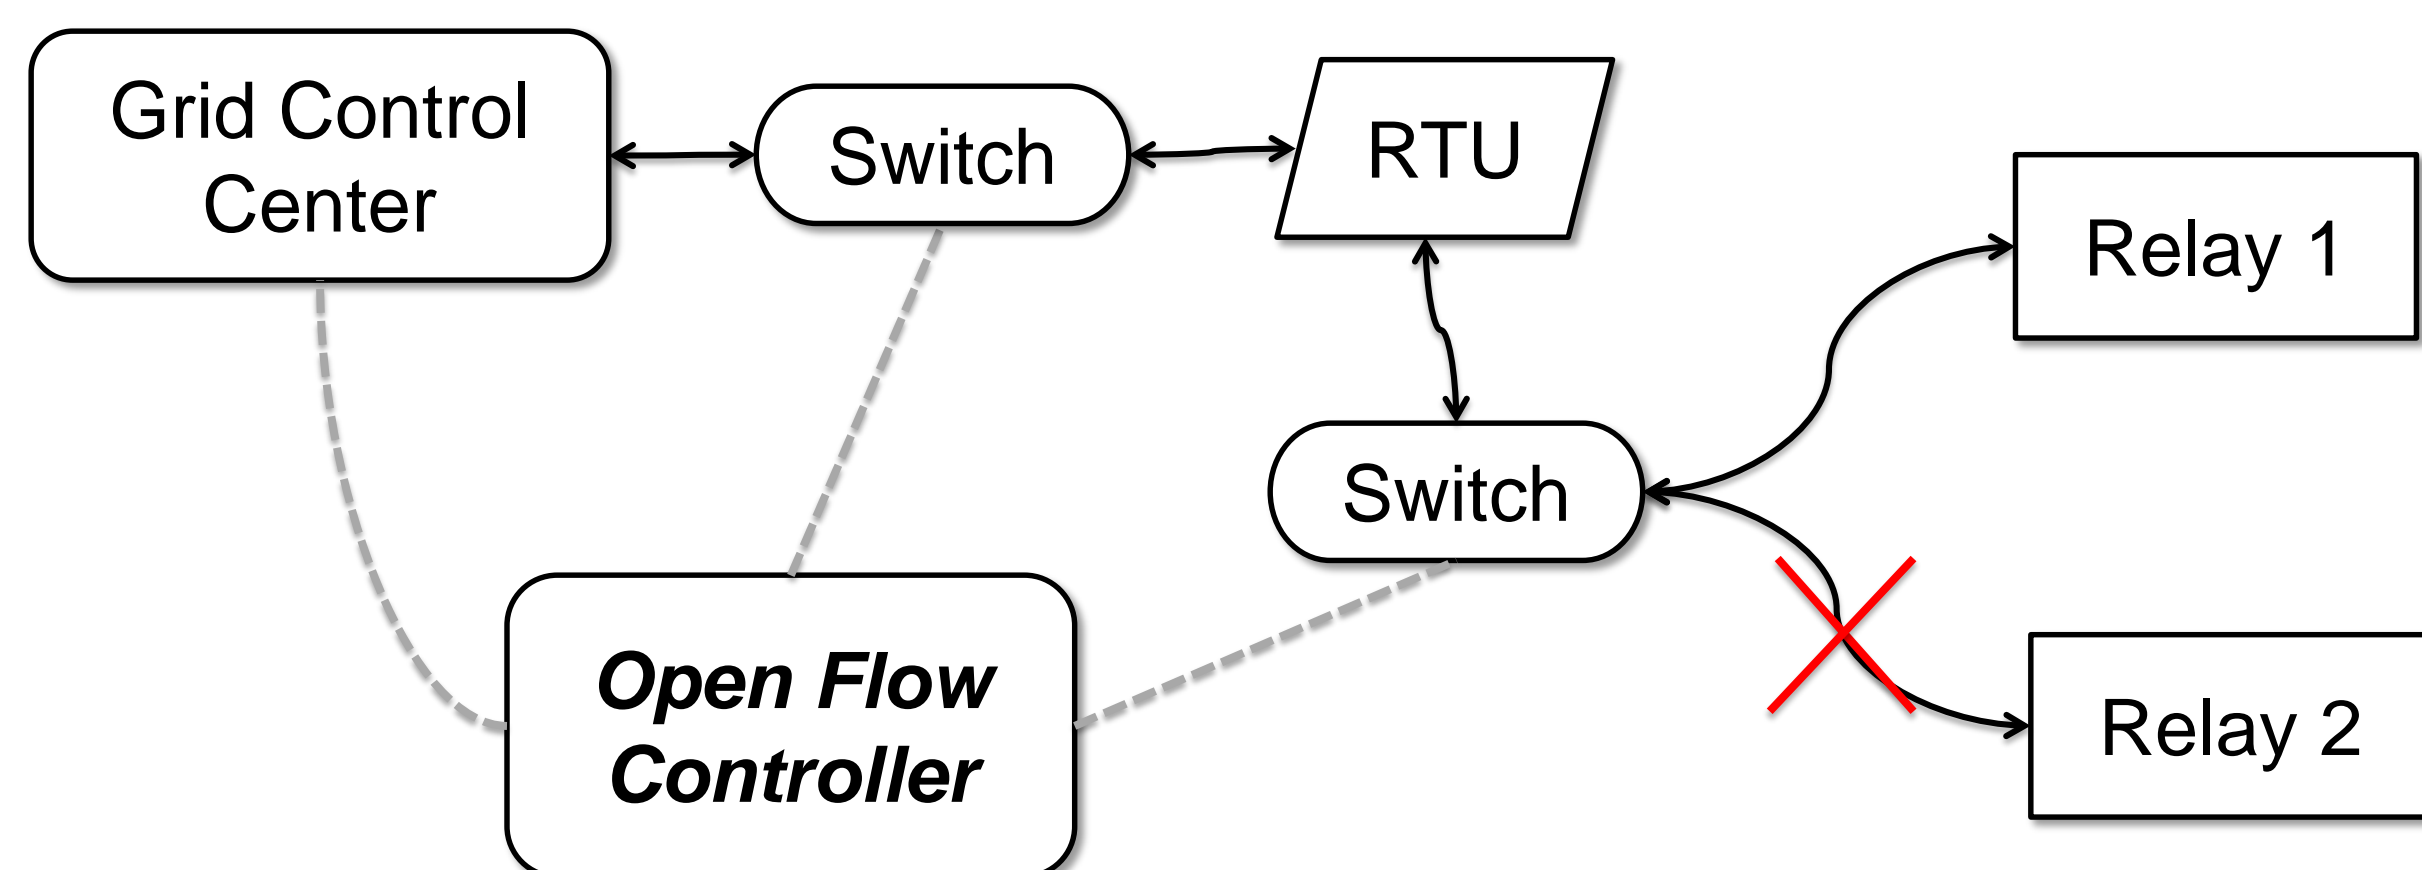 Grid Control
Center
Switch
RTU
Relay 1
Switch
Open Flow
Controller
Relay 2